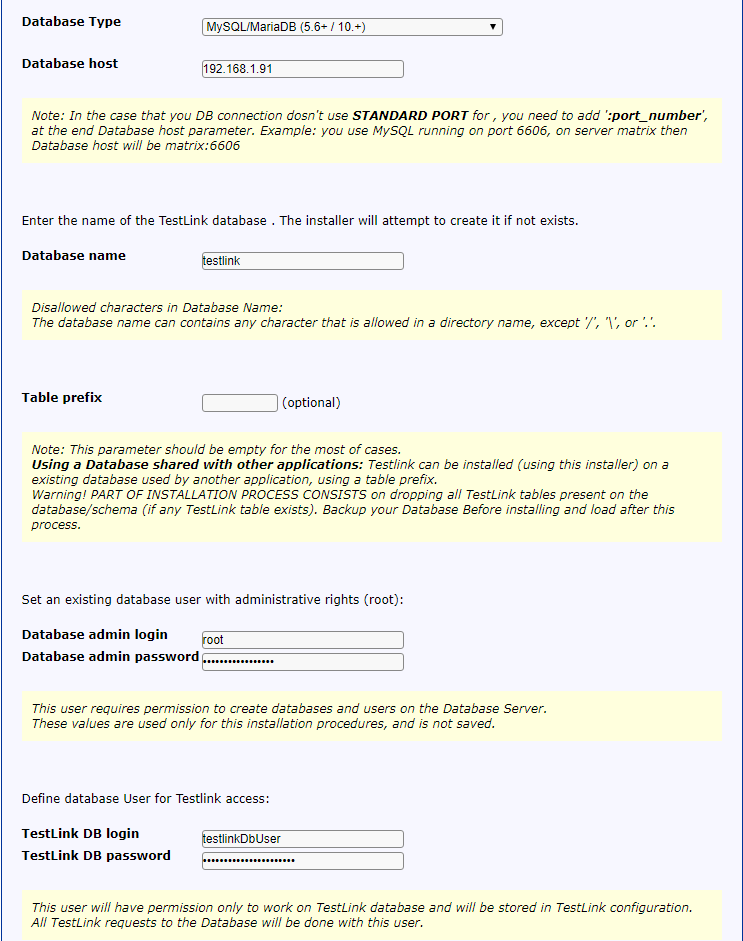 Database Type MySQL/MariaDB (5.6+ / 10.+)
Database host 192.168.1.91
Note: In the case that you DB connection dosn't use STANDARD PORT for , you need to add ':port_number',
at the end Database host parameter. Example: you use MySQL running on port 6606, on server matrix then
Database host will be matrix:6606
Enter the name of the TestLink database . The installer will attempt to create it if not exists.
Database name testlink
Disallowed characters in Database Name:
The database name can contains any character that is allowed in a directory name, except '/', '\', or '.'.
Table prefix (optional)
Note: This parameter should be empty for the most of cases.
Using a Database shared with other applications: Testlink can be installed (using this installer) on a
existing database used by another application, using a table prefix.
Warning! PART OF INSTALLATION PROCESS CONSISTS on dropping all TestLink tables present on the
database/schema (if any TestLink table exists). Backup your Database Before installing and load after this
process.
Set an existing database user with administrative rights (root):
Database admin login root
Database admin password •••••••••••••••••
This user requires permission to create databases and users on the Database Server.
These values are used only for this installation procedures, and is not saved.
Define database User for Testlink access:
TestLink DB login testlinkDbUser
TestLink DB password ••••••••••••••••••••••
This user will have permission only to work on TestLink database and will be stored in TestLink configuration.
All TestLink requests to the Database will be done with this user.